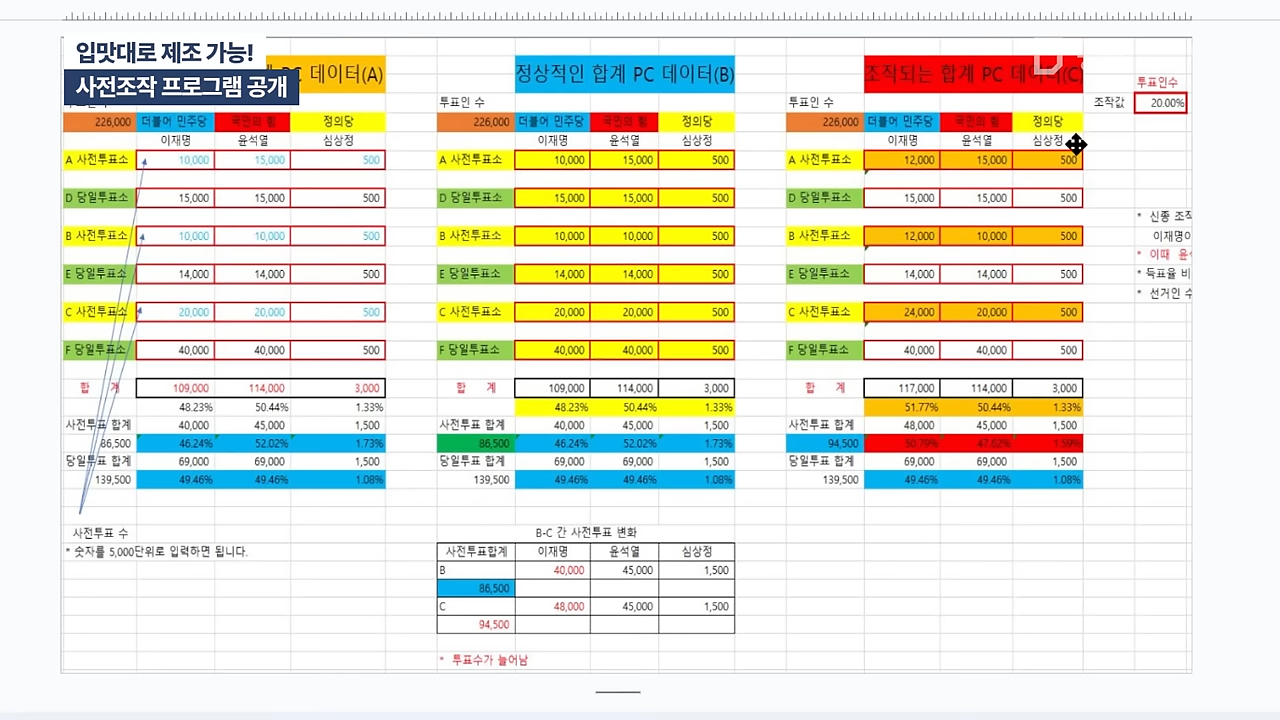 입맛대로 제조 가능!
사전조작 프로그램 공개
PC 데이터(A)
정상적인 합계 PC 데이터(B)
조작되는 합계 PC 데이터(C)
투표인수
투표인 수
투표인 수
조작값 20.00%
226,000 더불어 민주당 국민의 힘 정의당
226,000 더불어 민주당 국민의 힘 정의당
226,000 더불어 민주당 국민의 힘 정의당
이재명 윤석열 심상정
이재명 윤석열 심상정
이재명 윤석열 심상정
A 사전투표소 10,000 15,000 500
A 사전투표소 10,000 15,000 500
A 사전투표소 12,000 15,000 500
D 당일투표소 15,000 15,000 500
D 당일투표소 15,000 15,000 500
D 당일투표소 15,000 15,000 500
* 신종 조작
B 사전투표소 10,000 10,000 500
B 사전투표소 10,000 10,000 500
B 사전투표소 12,000 10,000 500
이재명이
* 이때
E 당일투표소 14,000 14,000 500
E 당일투표소 14,000 14,000 500
E 당일투표소 14,000 14,000 500
* 득표율 비
* 선거인 수
C 사전투표소 20,000 20,000 500
C 사전투표소 20,000 20,000 500
C 사전투표소 24,000 20,000 500
F 당일투표소 40,000 40,000 500
F 당일투표소 40,000 40,000 500
F 당일투표소 40,000 40,000 500
합 계 109,000 114,000 3,000
합 계 109,000 114,000 3,000
합 계 117,000 114,000 3,000
48.23% 50.44% 1.33%
48.23% 50.44% 1.33%
51.77% 50.44% 1.33%
사전투표 합계 40,000 45,000 1,500
사전투표 합계 40,000 45,000 1,500
사전투표 합계 48,000 45,000 1,500
86,500 46.24% 52.02% 1.73%
86,500 46.24% 52.02% 1.73%
94,500 50.79% 47.62% 1.59%
당일투표 합계 69,000 69,000 1,500
당일투표 합계 69,000 69,000 1,500
당일투표 합계 69,000 69,000 1,500
139,500 49.46% 49.46% 1.08%
139,500 49.46% 49.46% 1.08%
139,500 49.46% 49.46% 1.08%
사전투표 수
* 숫자를 5,000단위로 입력하면 됩니다.
B-C 간 사전투표 변화
사전투표합계 이재명 윤석열 심상정
B 40,000 45,000 1,500
86,500
C 48,000 45,000 1,500
94,500
* 투표수가 늘어남